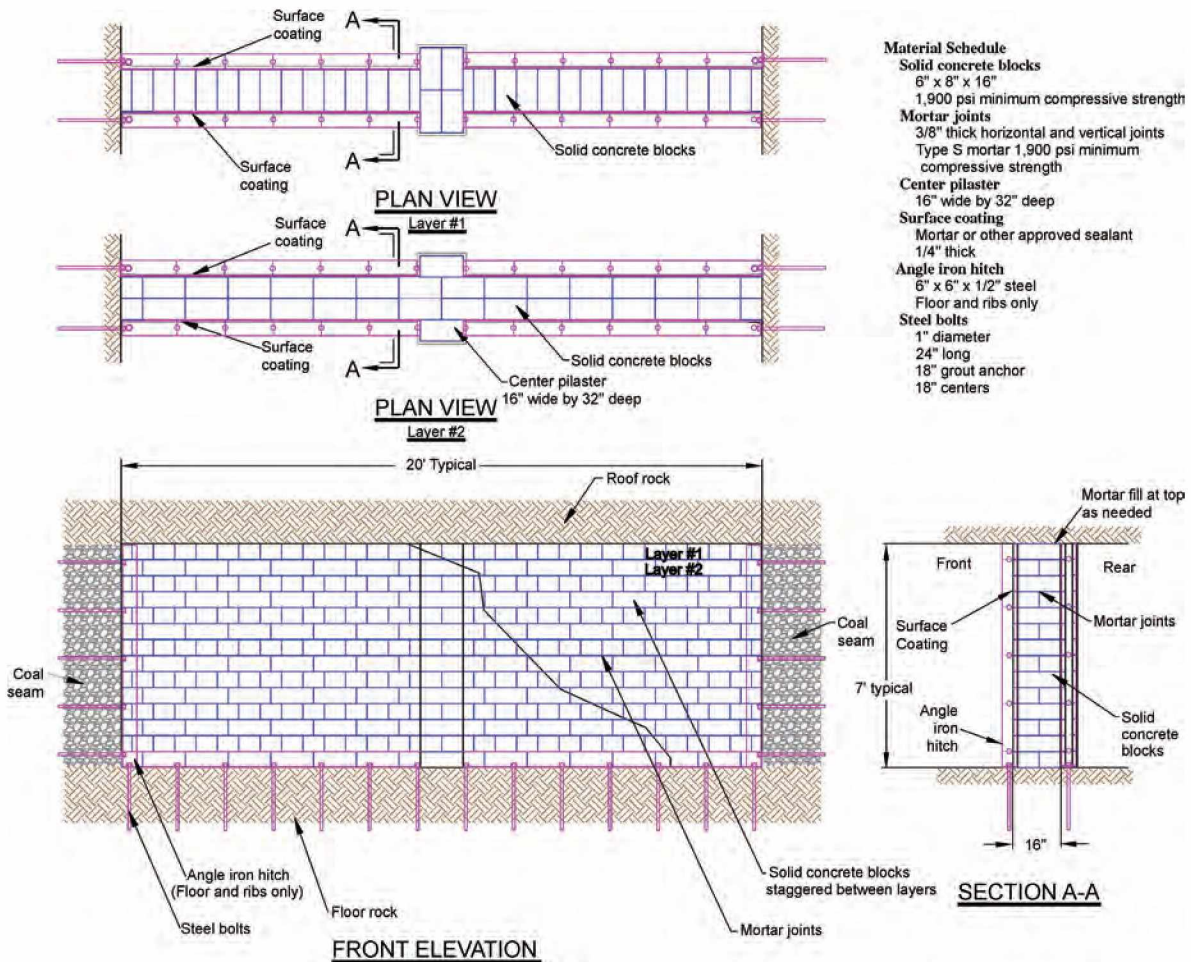 Surface
coating
A
Surface
coating
A
Solid concrete blocks
PLAN VIEW
Layer #1
Surface
coating
A
Surface
coating
A
Solid concrete blocks
Center pilaster
16" wide by 32" deep
PLAN VIEW
Layer #2
Material Schedule
Solid concrete blocks
6" x 8" x 16"
1,900 psi minimum compressive strength
Mortar joints
3/8" thick horizontal and vertical joints
Type S mortar 1,900 psi minimum
compressive strength
Center pilaster
16" wide by 32" deep
Surface coating
Mortar or other approved sealant
1/4" thick
Angle iron hitch
6" x 6" x 1/2" steel
Floor and ribs only
Steel bolts
1" diameter
24" long
18" grout anchor
18" centers
20' Typical
Roof rock
Layer #1
Layer #2
Coal
seam
Coal
seam
Angle iron hitch
(Floor and ribs only)
Steel bolts
Floor rock
Solid concrete blocks
staggered between layers
Mortar joints
FRONT ELEVATION
Mortar fill at top
as needed
Front
Rear
Surface
Coating
Mortar joints
7' typical
Angle
iron
hitch
Solid
concrete
blocks
16"
SECTION A-A